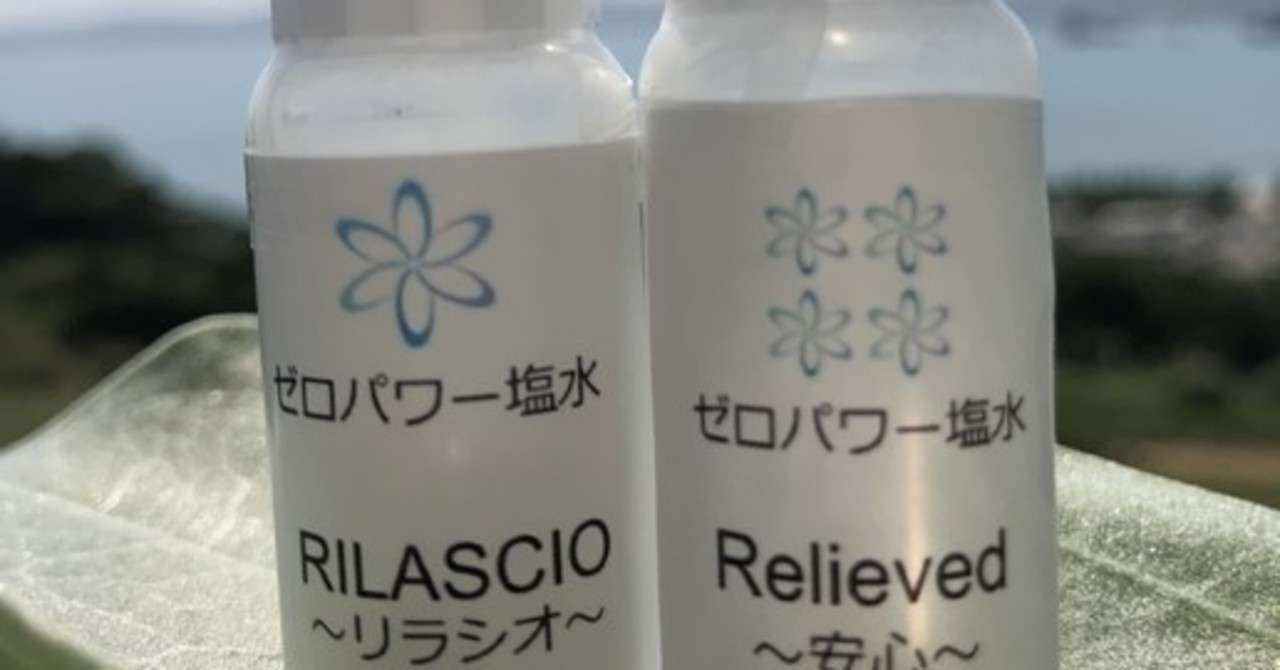 ゼロパワー塩水
RILASCIO
~リラシオ~
ゼロパワー塩水
Relieved
~安心~